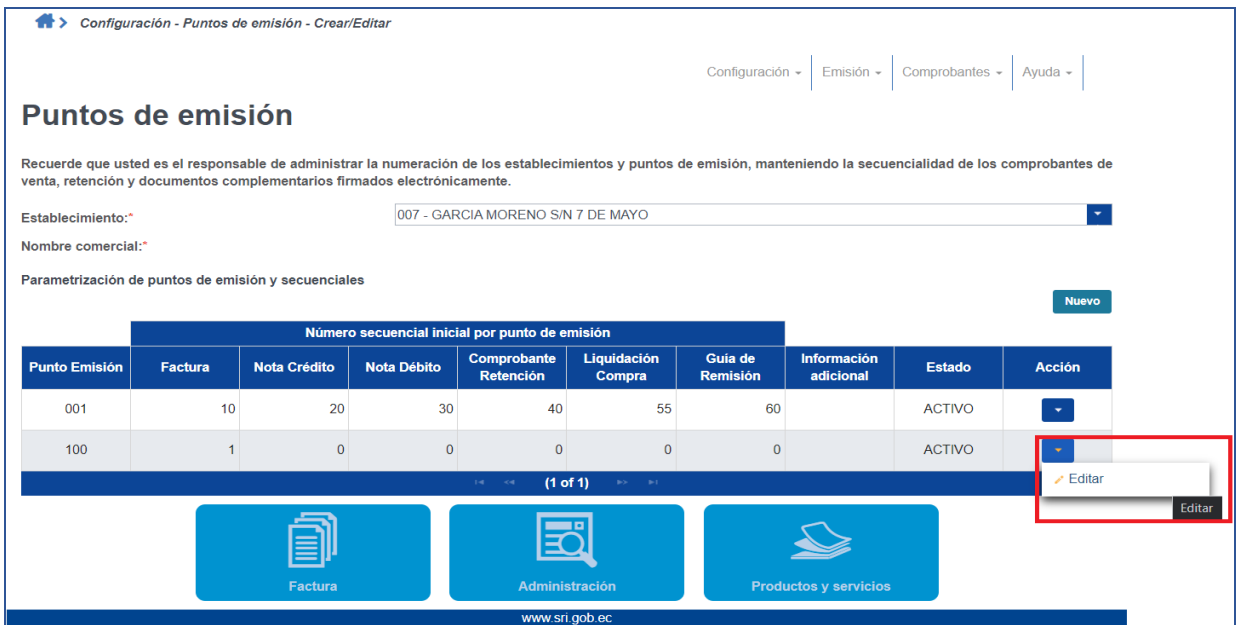 Configuración - Puntos de emisión - Crear/Editar
Configuración Emisión Comprobantes Ayuda
Puntos de emisión
Recuerde que usted es el responsable de administrar la numeración de los establecimientos y puntos de emisión, manteniendo la secuencialidad de los comprobantes de
venta, retención y documentos complementarios firmados electrónicamente.
Establecimiento:* 007 - GARCIA MORENO S/N 7 DE MAYO
Nombre comercial:*
Parametrización de puntos de emisión y secuenciales
Nuevo
Número secuencial inicial por punto de emisión
Punto Emisión Factura Nota Crédito Nota Débito Comprobante Retención Liquidación Compra Guía de Remisión Información adicional Estado Acción
001 10 20 30 40 55 60 ACTIVO
100 1 0 0 0 0 0 ACTIVO
(1 of 1)
Editar
Editar
Factura Administración Productos y servicios
www.sri.gob.ec